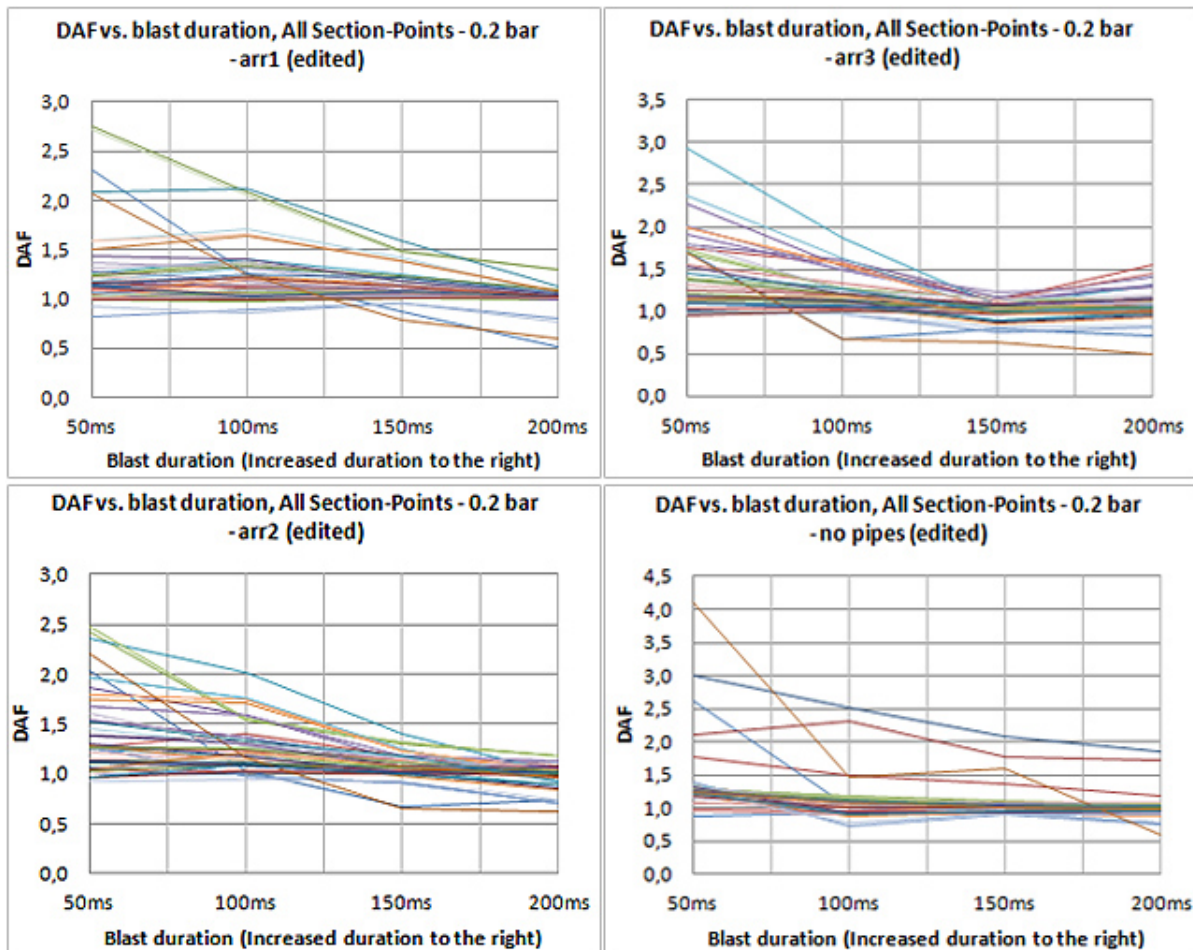 DAF vs. blast duration, All Section-Points - 0.2 bar
- arr1 (edited)
3,0
2,5
2,0
1,5
1,0
0,5
0,0
DAF
50ms 100ms 150ms 200ms
Blast duration (Increased duration to the right)
DAF vs. blast duration, All Section-Points - 0.2 bar
- arr3 (edited)
3,5
3,0
2,5
2,0
1,5
1,0
0,5
0,0
DAF
50ms 100ms 150ms 200ms
Blast duration (Increased duration to the right)
DAF vs. blast duration, All Section-Points - 0.2 bar
- arr2 (edited)
3,0
2,5
2,0
1,5
1,0
0,5
0,0
DAF
50ms 100ms 150ms 200ms
Blast duration (Increased duration to the right)
DAF vs. blast duration, All Section-Points - 0.2 bar
- no pipes (edited)
4,5
4,0
3,5
3,0
2,5
2,0
1,5
1,0
0,5
0,0
DAF
50ms 100ms 150ms 200ms
Blast duration (Increased duration to the right)